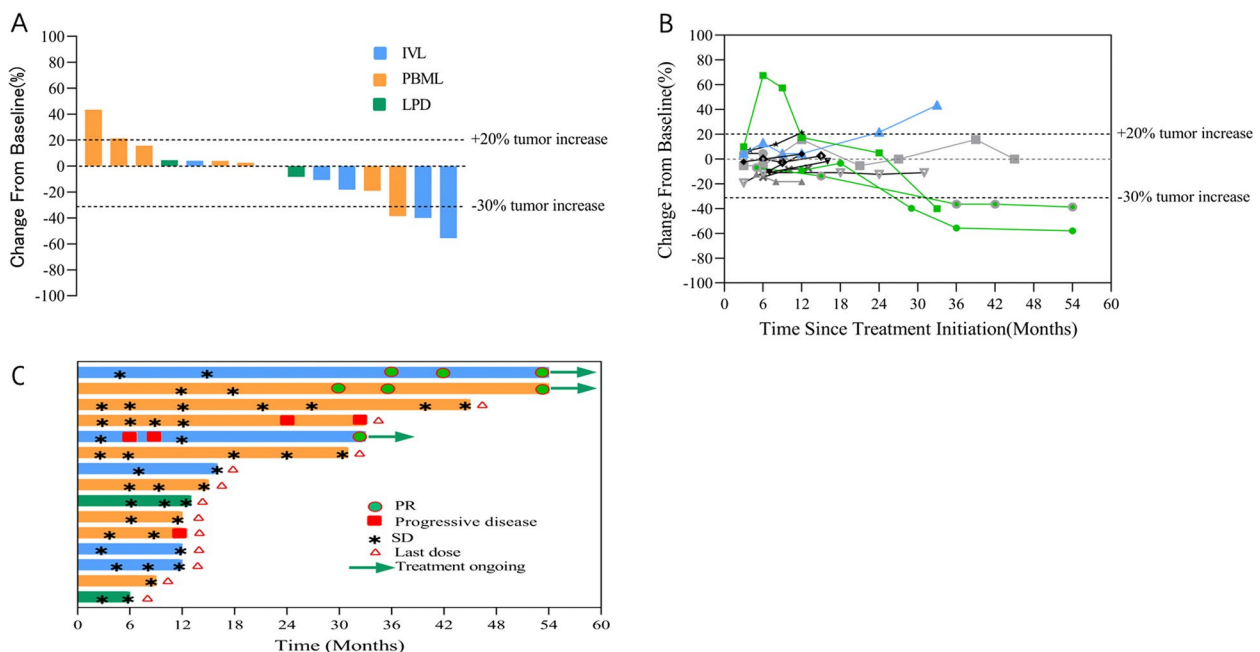 A
Change From Baseline(%)
100
80
60
40
20
0
-20
-40
-60
-80
-100
IVL
PBML
LPD
+20% tumor increase
-30% tumor increase
B
Change From Baseline(%)
100
80
60
40
20
0
-20
-40
-60
-80
-100
+20% tumor increase
-30% tumor increase
0 6 12 18 24 30 36 42 48 54 60
Time Since Treatment Initiation(Months)
C
PR
Progressive disease
SD
Last dose
Treatment ongoing
0 6 12 18 24 30 36 42 48 54 60
Time (Months)